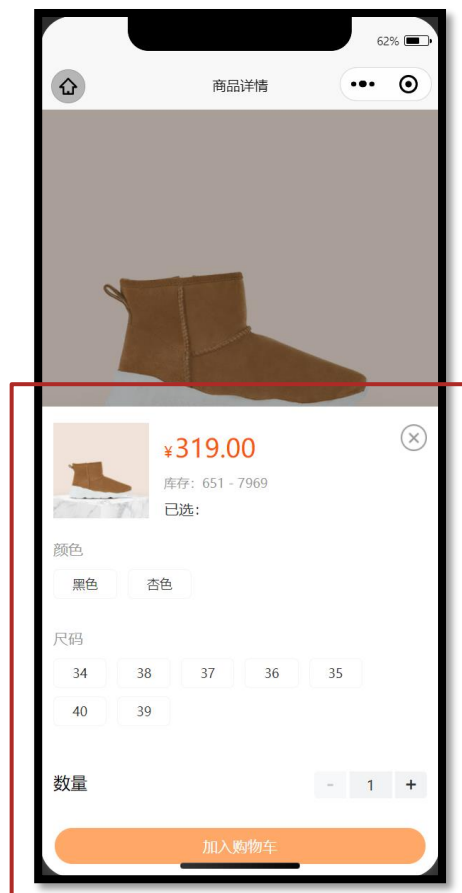 62%
商品详情
¥319.00
库存：651 - 7969
已选：
颜色
黑色 杏色
尺码
34 38 37 36 35
40 39
数量 - 1 +
加入购物车